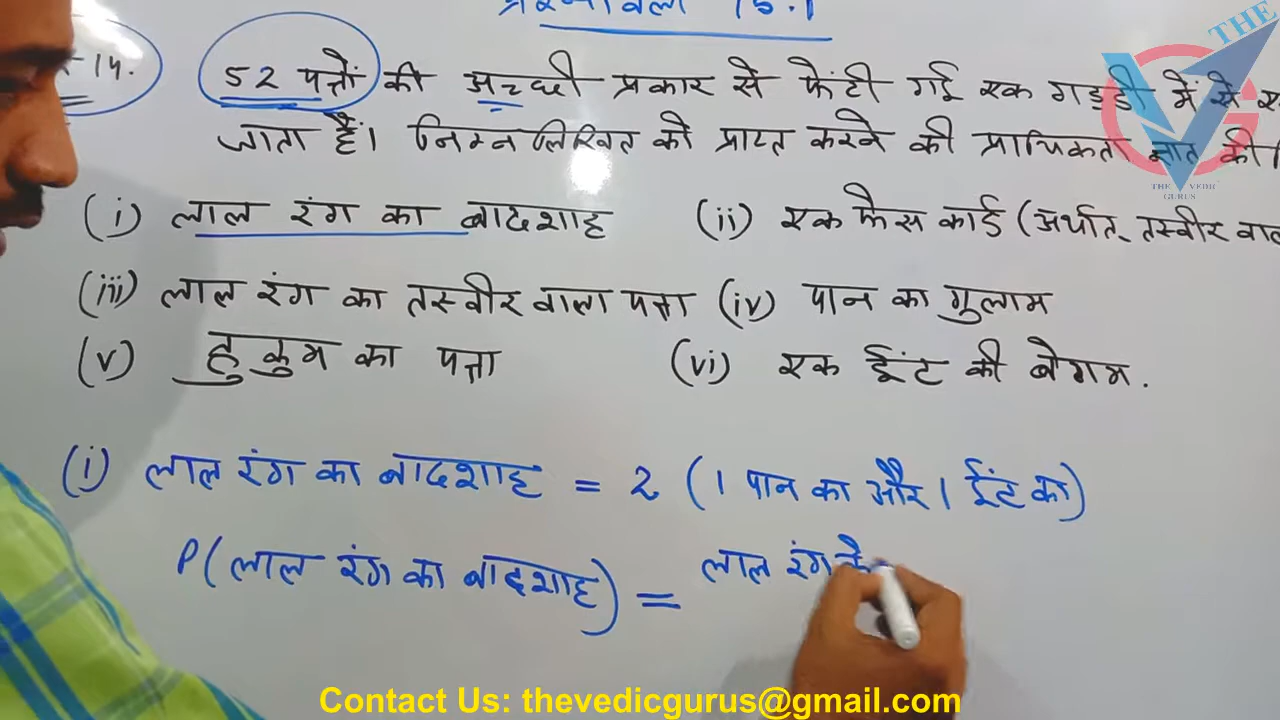 प्रश्नावली 15.1
14. 52 पत्तों की अच्छी प्रकार से फेंटी गई एक गड्डी में से
जाता है। निम्नलिखित को प्राप्त करने की प्रायिकता ज्ञात
(i) लाल रंग का बादशाह (ii) एक फेस कार्ड (अर्थात् तस्वीर
(iii) लाल रंग का तस्वीर वाला पत्ता (iv) पान का गुलाम
(v) हुकुम का पत्ता (vi) एक ईंट की बेगम.
(i) लाल रंग का बादशाह = 2 (1 पान का और 1 ईंट का)
P(लाल रंग का बादशाह) = लाल रंग के
THE
VG
THE VEDIC
GURUS
Contact Us: thevedicgurus@gmail.com